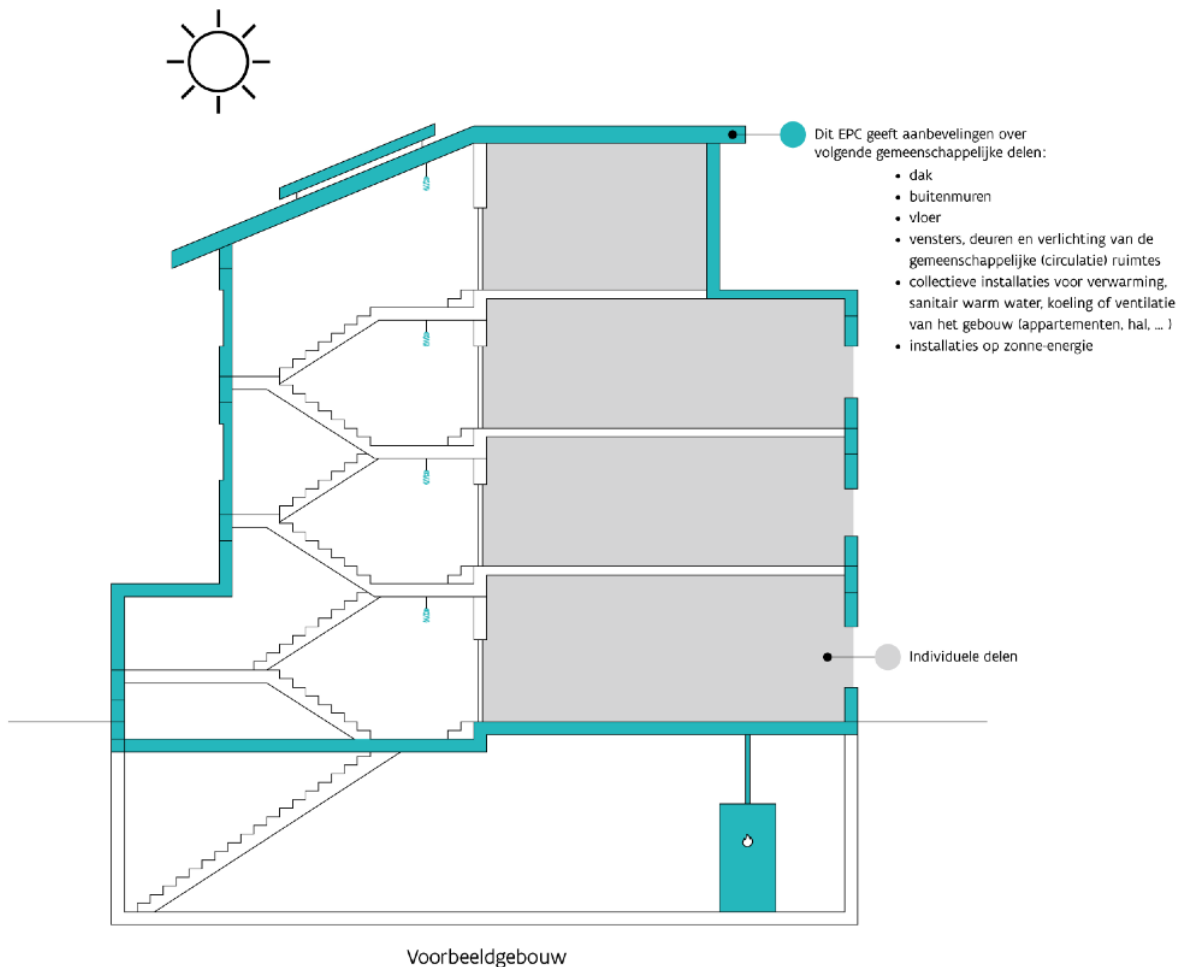 Dit EPC geeft aanbevelingen over
volgende gemeenschappelijke delen:
• dak
• buitenmuren
• vloer
• vensters, deuren en verlichting van de
gemeenschappelijke (circulatie) ruimtes
• collectieve installaties voor verwarming,
sanitair warm water, koeling of ventilatie
van het gebouw (appartementen, hal, ... )
• installaties op zonne-energie
Individuele delen
Voorbeeldgebouw